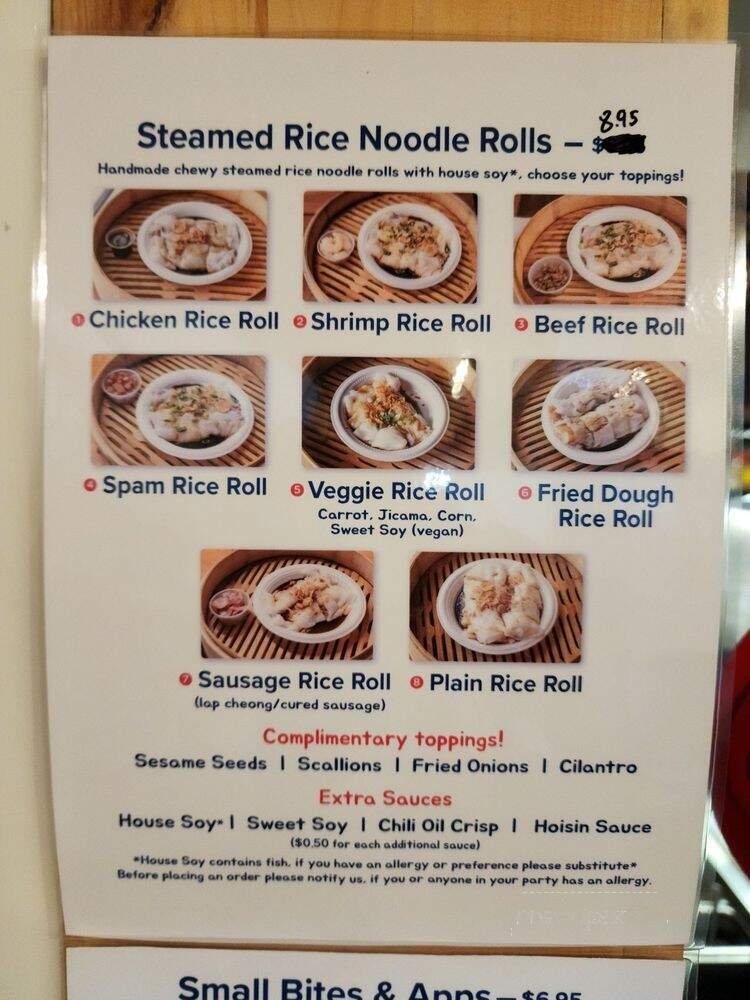 8.95
Steamed Rice Noodle Rolls – $
Handmade chewy steamed rice noodle rolls with house soy*, choose your toppings!
1 Chicken Rice Roll 2 Shrimp Rice Roll 3 Beef Rice Roll
4 Spam Rice Roll 5 Veggie Rice Roll 6 Fried Dough
Carrot, Jicama, Corn, Rice Roll
Sweet Soy (vegan)
7 Sausage Rice Roll 8 Plain Rice Roll
(lap cheong/cured sausage)
Complimentary toppings!
Sesame Seeds | Scallions | Fried Onions | Cilantro
Extra Sauces
House Soy* | Sweet Soy | Chili Oil Crisp | Hoisin Sauce
($0.50 for each additional sauce)
*House Soy contains fish, if you have an allergy or preference please substitute*
Before placing an order please notify us, if you or anyone in your party has an allergy.
Small Bites & Apps – $6.95